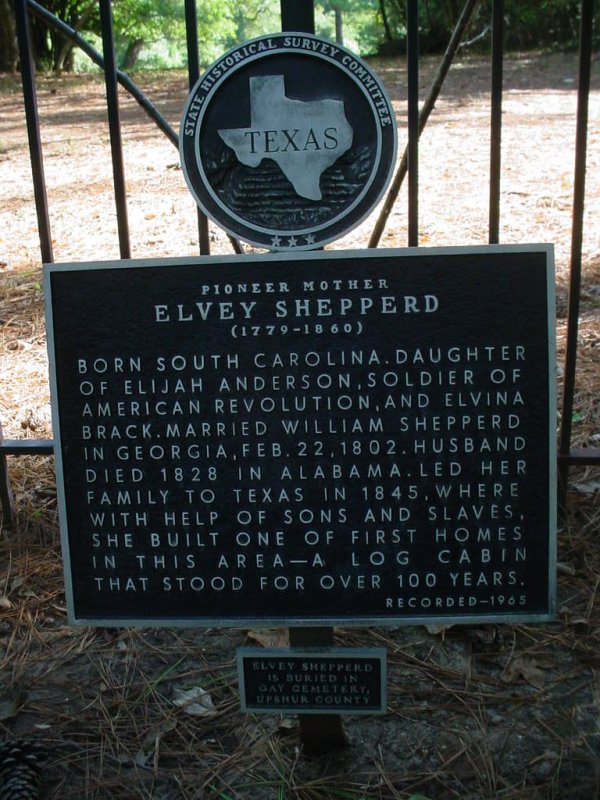 STATE HISTORICAL SURVEY COMMITTEE
TEXAS
PIONEER MOTHER
ELVEY SHEPPERD
(1779-1860)
BORN SOUTH CAROLINA. DAUGHTER
OF ELIJAH ANDERSON, SOLDIER OF
AMERICAN REVOLUTION, AND ELVINA
BRACK. MARRIED WILLIAM SHEPPERD
IN GEORGIA, FEB. 22, 1802. HUSBAND
DIED 1828 IN ALABAMA. LED HER
FAMILY TO TEXAS IN 1845, WHERE
WITH HELP OF SONS AND SLAVES,
SHE BUILT ONE OF FIRST HOMES
IN THIS AREA—A LOG CABIN
THAT STOOD FOR OVER 100 YEARS.
RECORDED—1965
ELVEY SHEPPERD
IS BURIED IN
GAY CEMETERY,
UPSHUR COUNTY